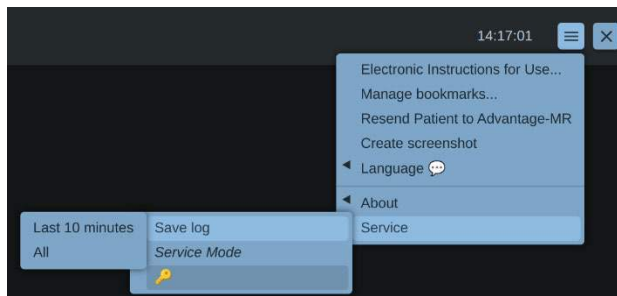 14:17:01
Electronic Instructions for Use...
Manage bookmarks...
Resend Patient to Advantage-MR
Create screenshot
Language
About
Service
Save log
Service Mode
Last 10 minutes
All